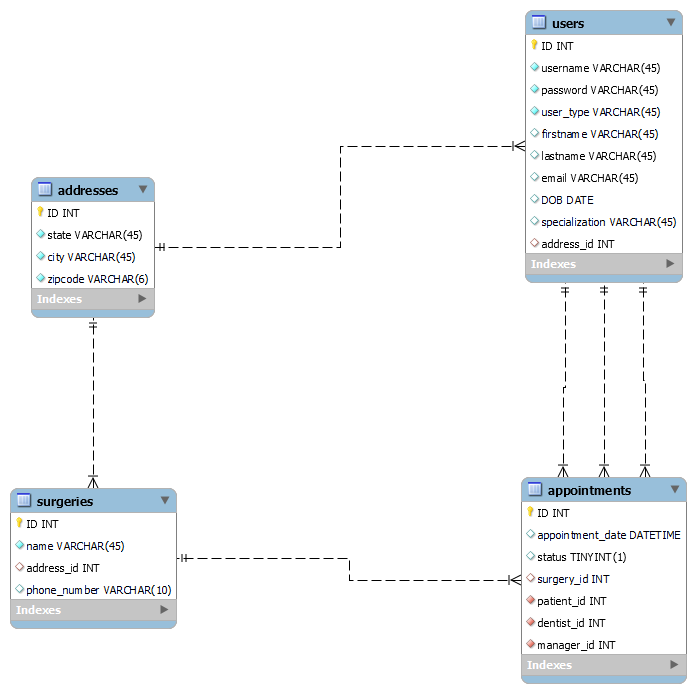 users
ID INT
username VARCHAR(45)
password VARCHAR(45)
user_type VARCHAR(45)
firstname VARCHAR(45)
lastname VARCHAR(45)
email VARCHAR(45)
DOB DATE
specialization VARCHAR(45)
address_id INT
Indexes
addresses
ID INT
state VARCHAR(45)
city VARCHAR(45)
zipcode VARCHAR(6)
Indexes
surgeries
ID INT
name VARCHAR(45)
address_id INT
phone_number VARCHAR(10)
Indexes
appointments
ID INT
appointment_date DATETIME
status TINYINT(1)
surgery_id INT
patient_id INT
dentist_id INT
manager_id INT
Indexes